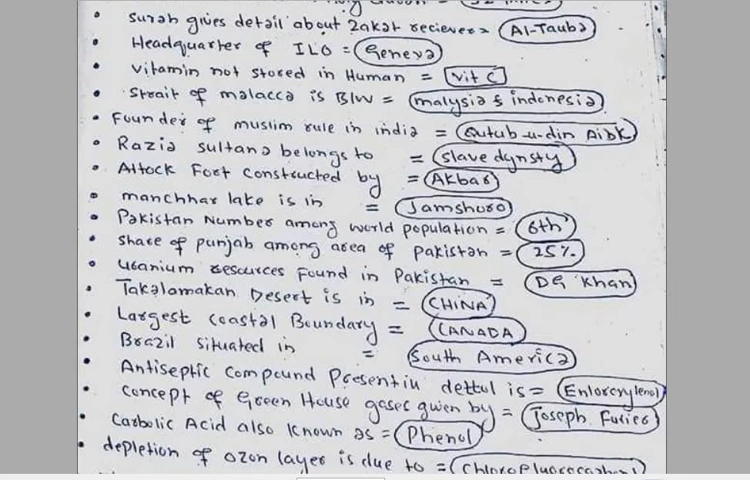 • Surah gives detail about Zakat recievers = Al-Tauba
• Headquarter of ILO = Geneva
• Vitamin not stored in Human = Vit C
• Strait of malacca is B/W = malysia & indonesia
• Founder of muslim rule in india = Qutub-u-din Aibk
• Razia sultana belongs to = slave dynsty
• Attock Fort constructed by = Akbar
• manchhar lake is in = Jamshoro
• Pakistan Number among world population = 6th
• share of punjab among area of pakistan = 25%
• uranium resources found in Pakistan = DG Khan
• Takalamakan Desert is in = CHINA
• Largest coastal Boundary = CANADA
• Brazil situated in = South America
• Antiseptic compound Present in dettol is =
• concept of Green House gases given by = Joseph Furier
• Carbolic Acid also known as = Phenol
• depletion of ozon layer is due to =